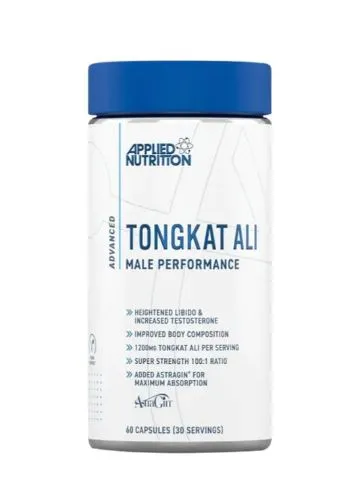 APPLIED
NUTRITION
ADVANCED
TONGKAT ALI
MALE PERFORMANCE
» HEIGHTENED LIBIDO &
INCREASED TESTOSTERONE
» IMPROVED BODY COMPOSITION
» 1200MG TONGKAT ALI PER SERVING
» SUPER STRENGTH 100:1 RATIO
» ADDED ASTRAGIN® FOR
MAXIMUM ABSORPTION
AstraGin®
60 CAPSULES (30 SERVINGS)